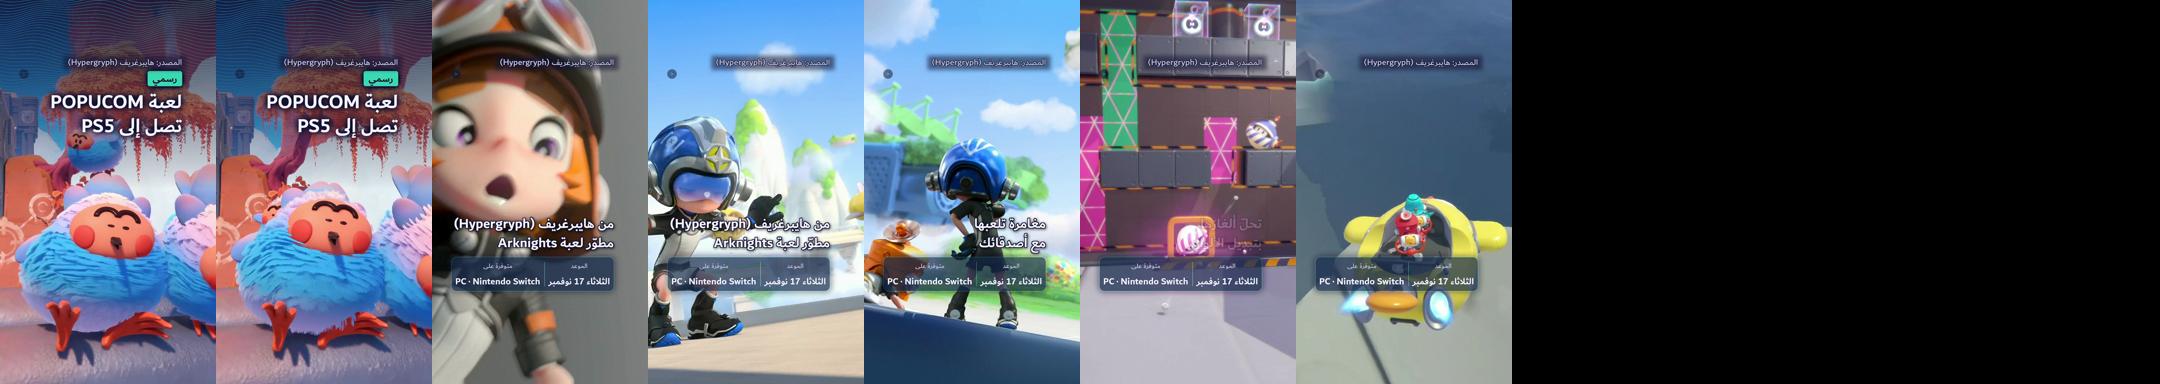 المصدر: هايبرغريف (Hypergryph)
رسمي
لعبة POPUCOM
تصل إلى PS5
المصدر: هايبرغريف (Hypergryph)
رسمي
لعبة POPUCOM
تصل إلى PS5
المصدر: هايبرغريف (Hypergryph)
من هايبرغريف (Hypergryph)
مطوّر لعبة Arknights
الموعد
متوفرة على
الثلاثاء 17 نوفمبر
PC · Nintendo Switch
المصدر: هايبرغريف (Hypergryph)
من هايبرغريف (Hypergryph)
مطوّر لعبة Arknights
الموعد
متوفرة على
الثلاثاء 17 نوفمبر
PC · Nintendo Switch
المصدر: هايبرغريف (Hypergryph)
مغامرة تلعبها
مع أصدقائك
الموعد
متوفرة على
الثلاثاء 17 نوفمبر
PC · Nintendo Switch
المصدر: هايبرغريف (Hypergryph)
تحلّ ألغازها
بتبديل الألوان
الموعد
متوفرة على
الثلاثاء 17 نوفمبر
PC · Nintendo Switch
المصدر: هايبرغريف (Hypergryph)
الموعد
متوفرة على
الثلاثاء 17 نوفمبر
PC · Nintendo Switch